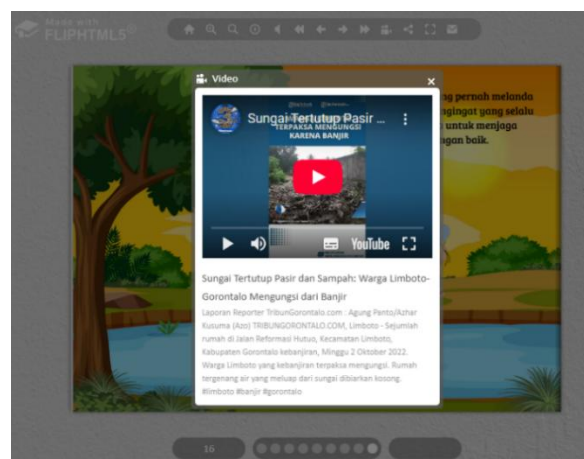 Made with
FLIPHTML5
Video
Sungai Tertutup Pasir ...
TERPAKSA MENGUNGSI
KARENA BANJIR
YouTube
Sungai Tertutup Pasir dan Sampah: Warga Limboto-
Gorontalo Mengungsi dari Banjir
Laporan Reporter TribunGorontalo.com : Agung Panto/Azhar
Kusuma (Azo) TRIBUNGORONTALO.COM, Limboto - Sejumlah
rumah di Jalan Reformasi Hutuo, Kecamatan Limboto,
Kabupaten Gorontalo kebanjiran, Minggu 2 Oktober 2022.
Warga Limboto yang kebanjiran terpaksa mengungsi. Rumah
tergenang air yang meluap dari sungai dibiarkan kosong.
#limboto #banjir #gorontalo
pernah melanda
yang selalu
untuk menjaga
baik.
16